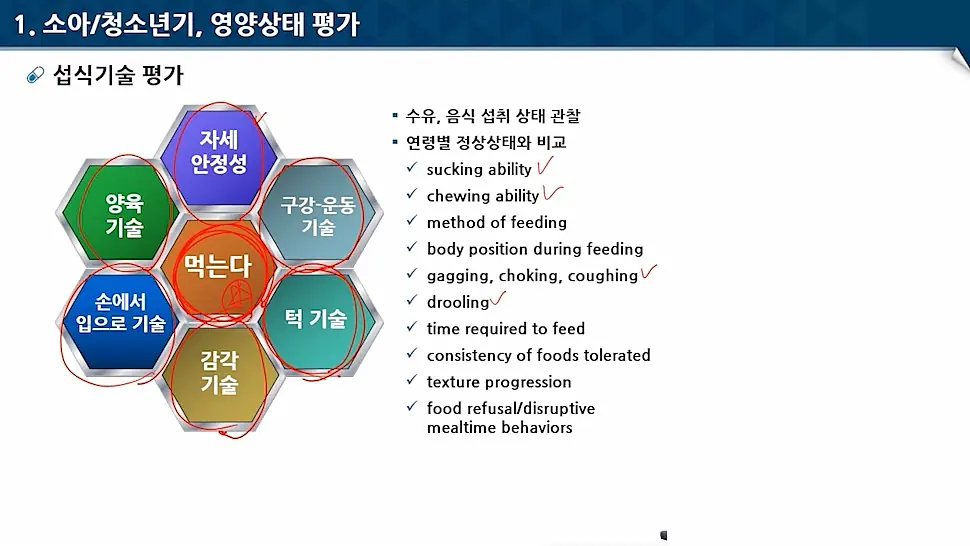 1. 소아/청소년기, 영양상태 평가
섭식기술 평가
자세
안정성
양육
기술
구강-운동
기술
먹는다
손에서
입으로 기술
턱 기술
감각
기술
수유, 음식 섭취 상태 관찰
연령별 정상상태와 비교
sucking ability
chewing ability
method of feeding
body position during feeding
gagging, choking, coughing
drooling
time required to feed
consistency of foods tolerated
texture progression
food refusal/disruptive
mealtime behaviors